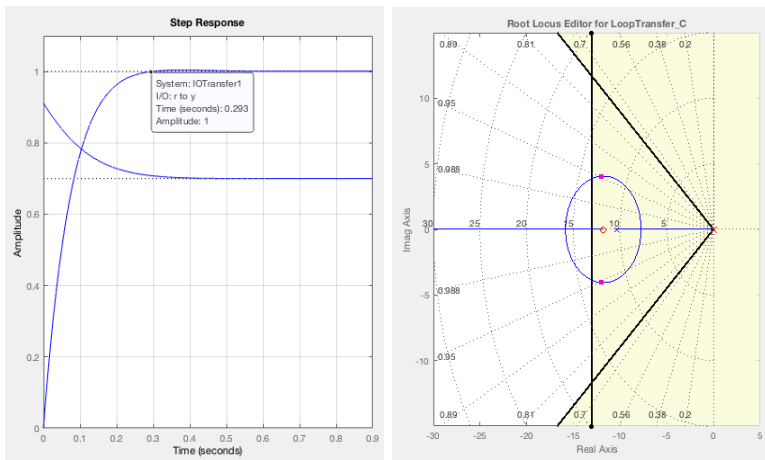 Step Response
Amplitude
1
0.8
0.6
0.4
0.2
0
System: IOTransfer1
I/O: r to y
Time (seconds): 0.293
Amplitude: 1
0 0.1 0.2 0.3 0.4 0.5 0.6 0.7 0.8 0.9
Time (seconds)
Root Locus Editor for LoopTransfer_C
Imag Axis
0.89 0.81 0.7 0.56 0.38 0.2
10
0.95
5
0.988
30 25 20 15 10 5
0
0.988
-5
0.95
-10
0.89 0.81 0.7 0.56 0.38 0.2
-30 -25 -20 -15 -10 -5 0 5
Real Axis